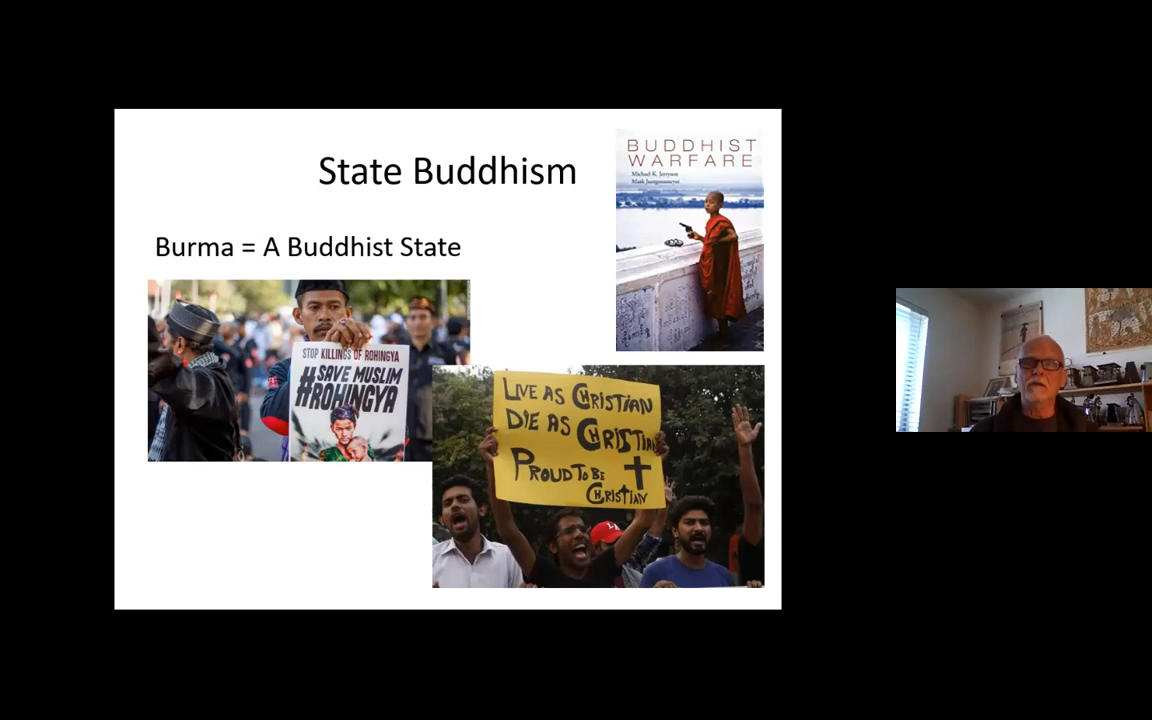 State Buddhism
BUDDHIST
WARFARE
Michael K. Jerryson
Mark Juergensmeyer
Burma = A Buddhist State
STOP KILLINGS OF ROHINGYA
#SAVE MUSLIM
ROHINGYA
LIVE AS CHRISTIAN
DIE AS CHRISTIAN
PROUD TO BE
CHRISTIAN